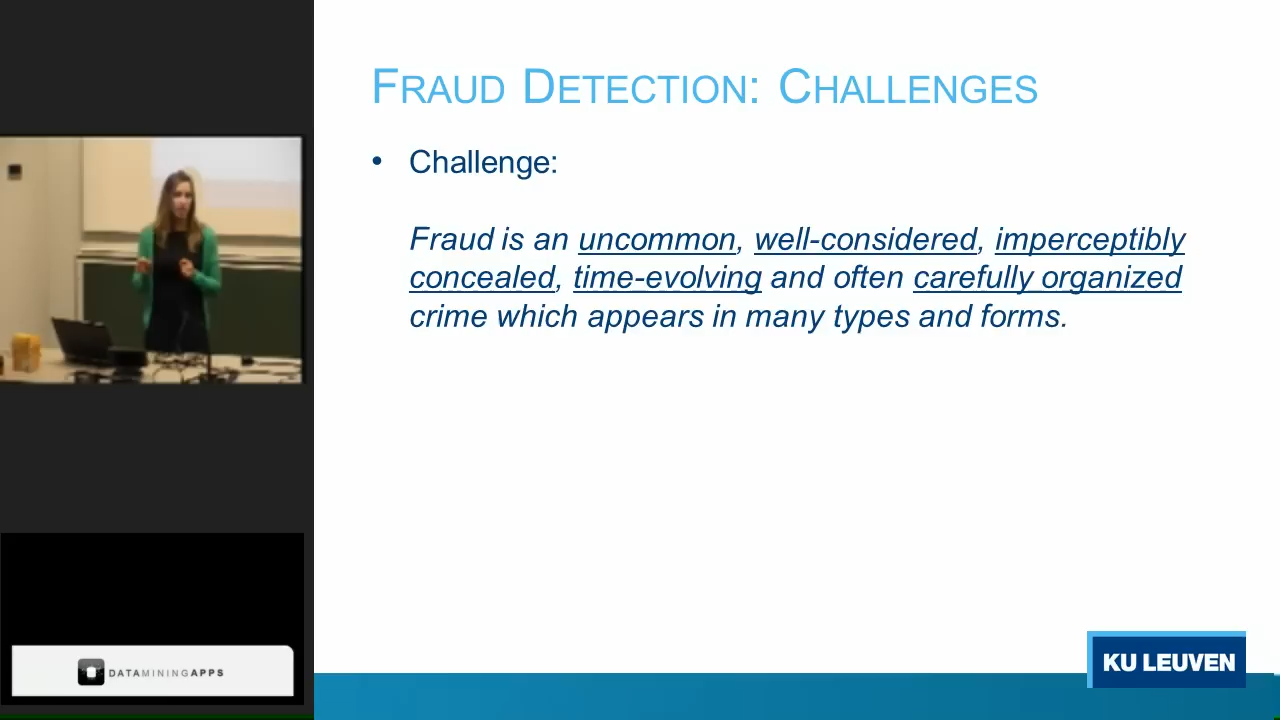 FRAUD DETECTION: CHALLENGES
• Challenge:
Fraud is an uncommon, well-considered, imperceptibly
concealed, time-evolving and often carefully organized
crime which appears in many types and forms.
KU LEUVEN
DATAMININGAPPS